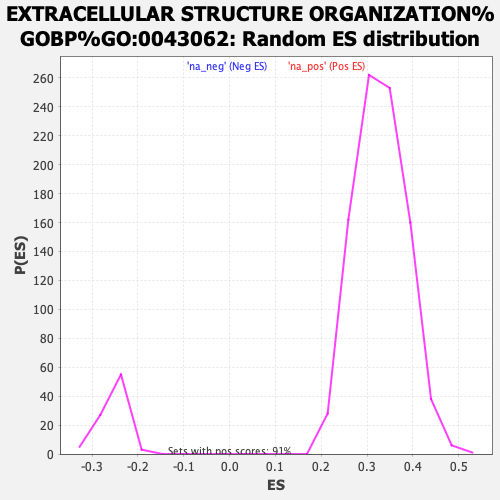 EXTRACELLULAR STRUCTURE ORGANIZATION%
GOBP%GO:0043062: Random ES distribution
'na_neg' (Neg ES) 'na_pos' (Pos ES)
260
240
220
200
180
160
140
120
100
80
60
40
20
0
P(ES)
Sets with pos scores: 91%
-0.3 -0.2 -0.1 0.0 0.1 0.2 0.3 0.4 0.5
ES